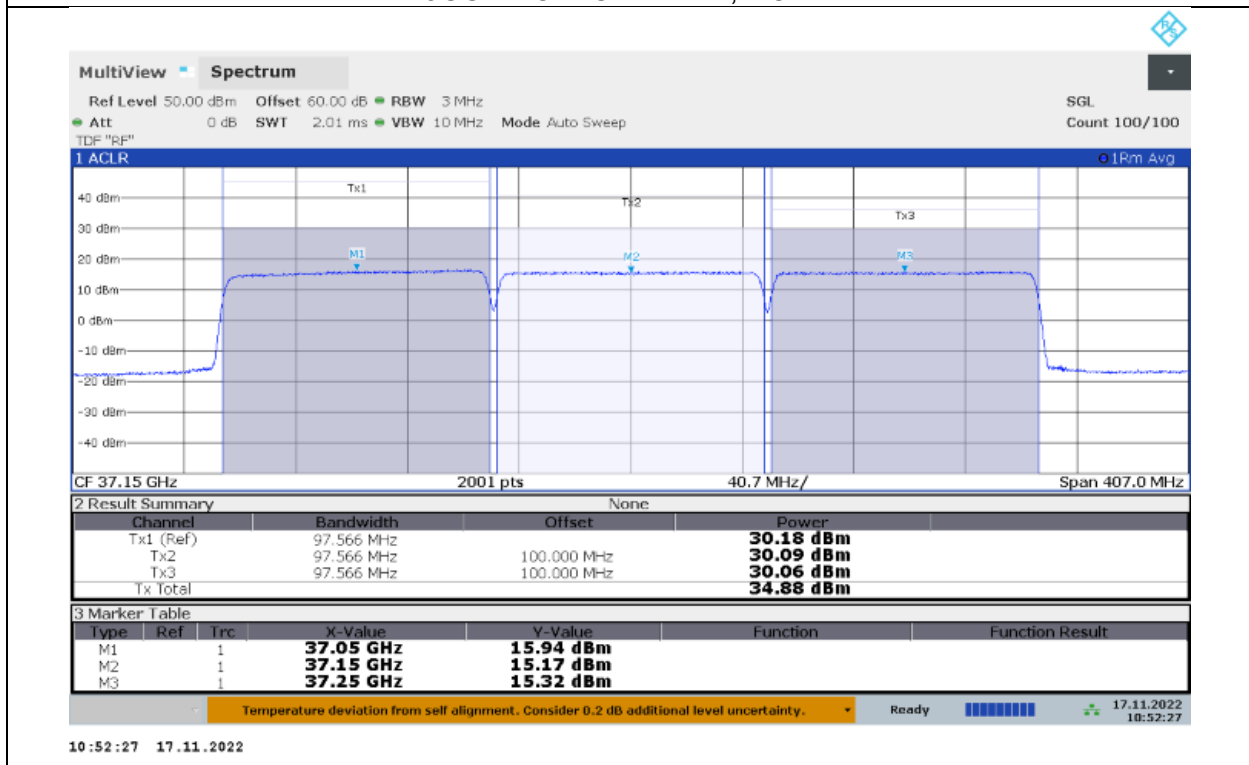 R&S
MultiView Spectrum
Ref Level 50.00 dBm Offset 60.00 dB RBW 3 MHz SGL
Att 0 dB SWT 2.01 ms VBW 10 MHz Mode Auto Sweep Count 100/100
TDF "RF"
1 ACLR 1Rm Avg
Tx1
40 dBm
Tx2
Tx3
30 dBm
M1
M2
M3
20 dBm
10 dBm
0 dBm
-10 dBm
-20 dBm
-30 dBm
-40 dBm
CF 37.15 GHz 2001 pts 40.7 MHz/ Span 407.0 MHz
2 Result Summary None
Channel Bandwidth Offset Power
Tx1 (Ref) 97.566 MHz 30.18 dBm
Tx2 97.566 MHz 100.000 MHz 30.09 dBm
Tx3 97.566 MHz 100.000 MHz 30.06 dBm
Tx Total 34.88 dBm
3 Marker Table
Type Ref Trc X-Value Y-Value Function Function Result
M1 1 37.05 GHz 15.94 dBm
M2 1 37.15 GHz 15.17 dBm
M3 1 37.25 GHz 15.32 dBm
Temperature deviation from self alignment. Consider 0.2 dB additional level uncertainty. Ready 17.11.2022
10:52:27
10:52:27 17.11.2022